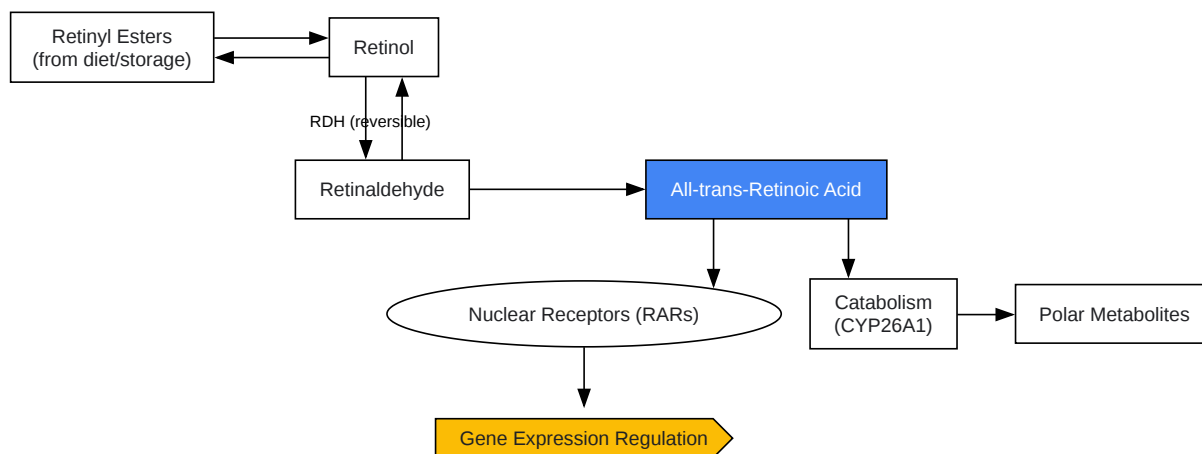 Retinyl Esters
(from diet/storage)
Retinol
RDH (reversible)
Retinaldehyde
All-trans-Retinoic Acid
Nuclear Receptors (RARs)
Catabolism
(CYP26A1)
Polar Metabolites
Gene Expression Regulation